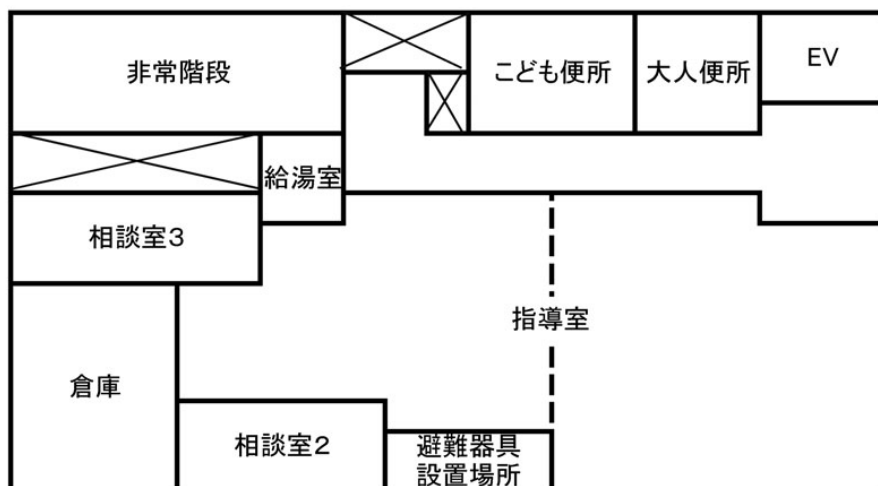 非常階段
こども便所
大人便所
EV
給湯室
相談室3
指導室
倉庫
相談室2
避難器具
設置場所